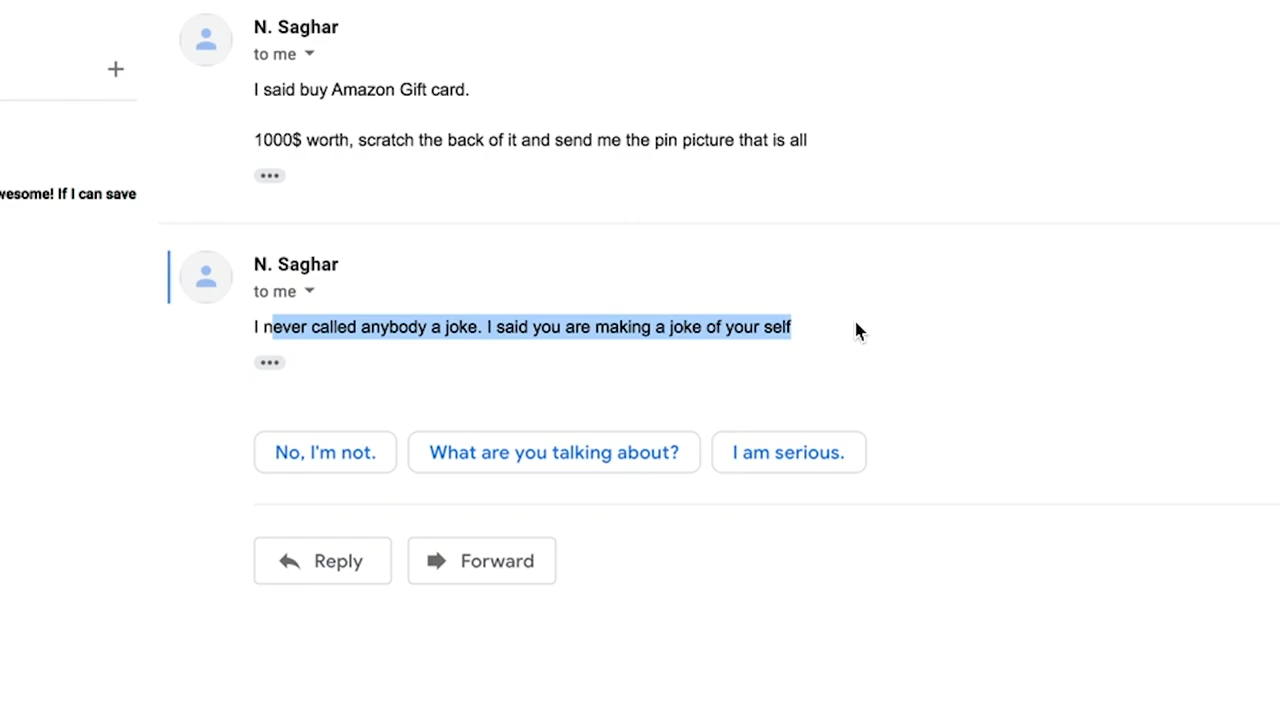 N. Saghar
to me
I said buy Amazon Gift card.
1000$ worth, scratch the back of it and send me the pin picture that is all
wesome! If I can save
N. Saghar
to me
I never called anybody a joke. I said you are making a joke of your self
No, I'm not.
What are you talking about?
I am serious.
Reply
Forward